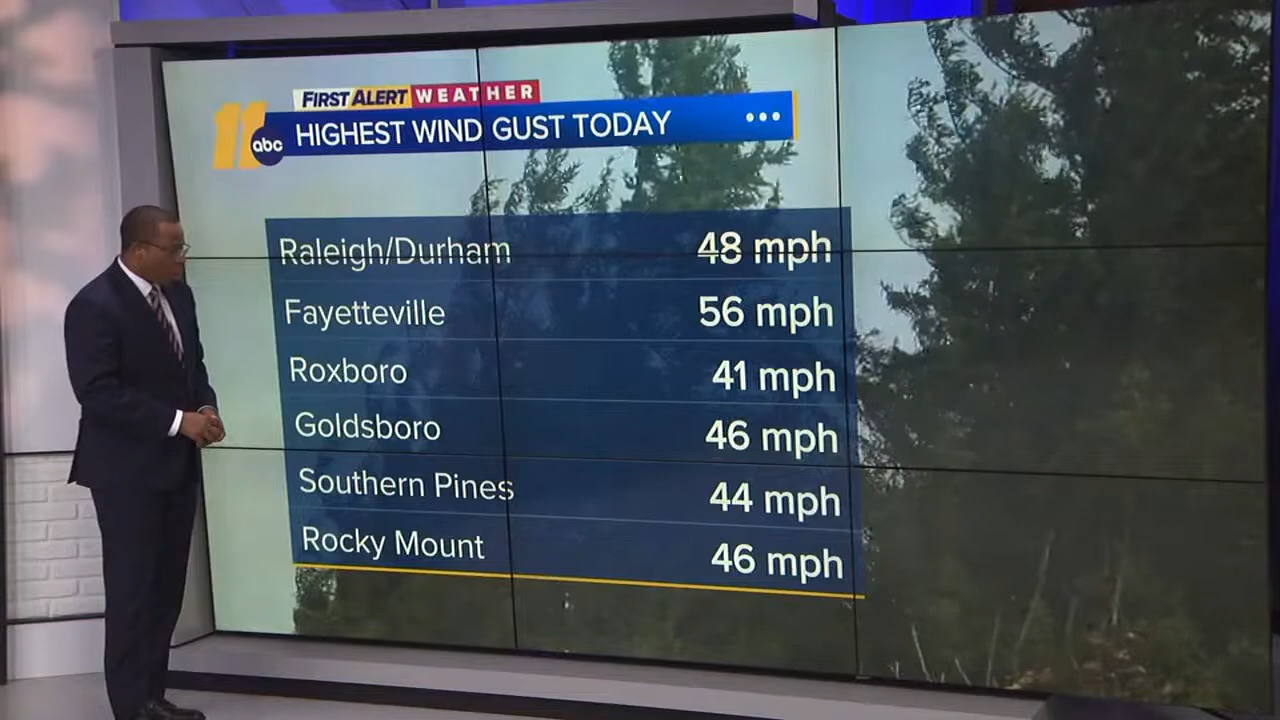 FIRST ALERT WEATHER
11 abc HIGHEST WIND GUST TODAY
Raleigh/Durham 48 mph
Fayetteville 56 mph
Roxboro 41 mph
Goldsboro 46 mph
Southern Pines 44 mph
Rocky Mount 46 mph